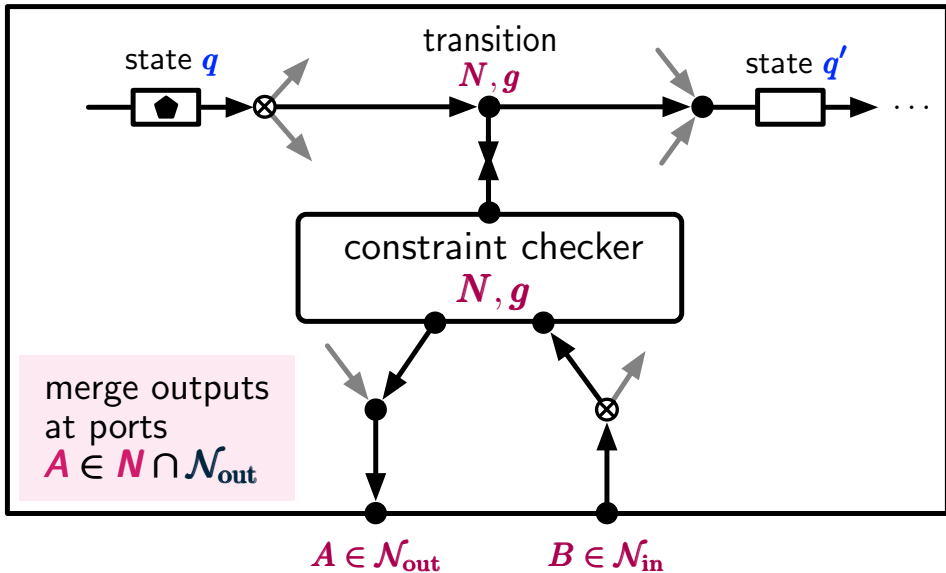 transition
state q
N, g
state q′
···
constraint checker
N, g
merge outputs
at ports
A ∈ N ∩ 𝒩out
A ∈ 𝒩out
B ∈ 𝒩in